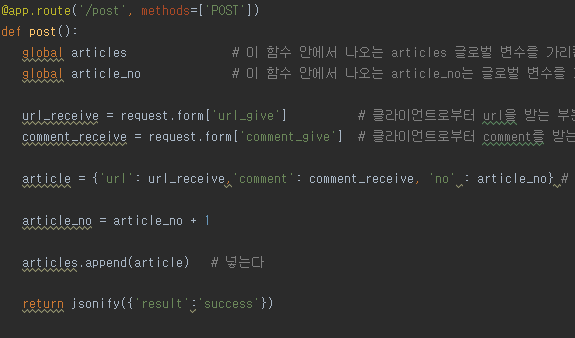 @app.route('/post', methods=['POST'])
def post():
global articles # 이 함수 안에서 나오는 articles 글로벌 변수를
global article_no # 이 함수 안에서 나오는 article_no는 글로벌 변수를
url_receive = request.form['url_give'] # 클라이언트로부터 url을 받는 부분
comment_receive = request.form['comment_give'] # 클라이언트로부터 comment를 받는
article = {'url': url_receive,'comment': comment_receive, 'no' : article_no} #
article_no = article_no + 1
articles.append(article) # 넣는다
return jsonify({'result':'success'})